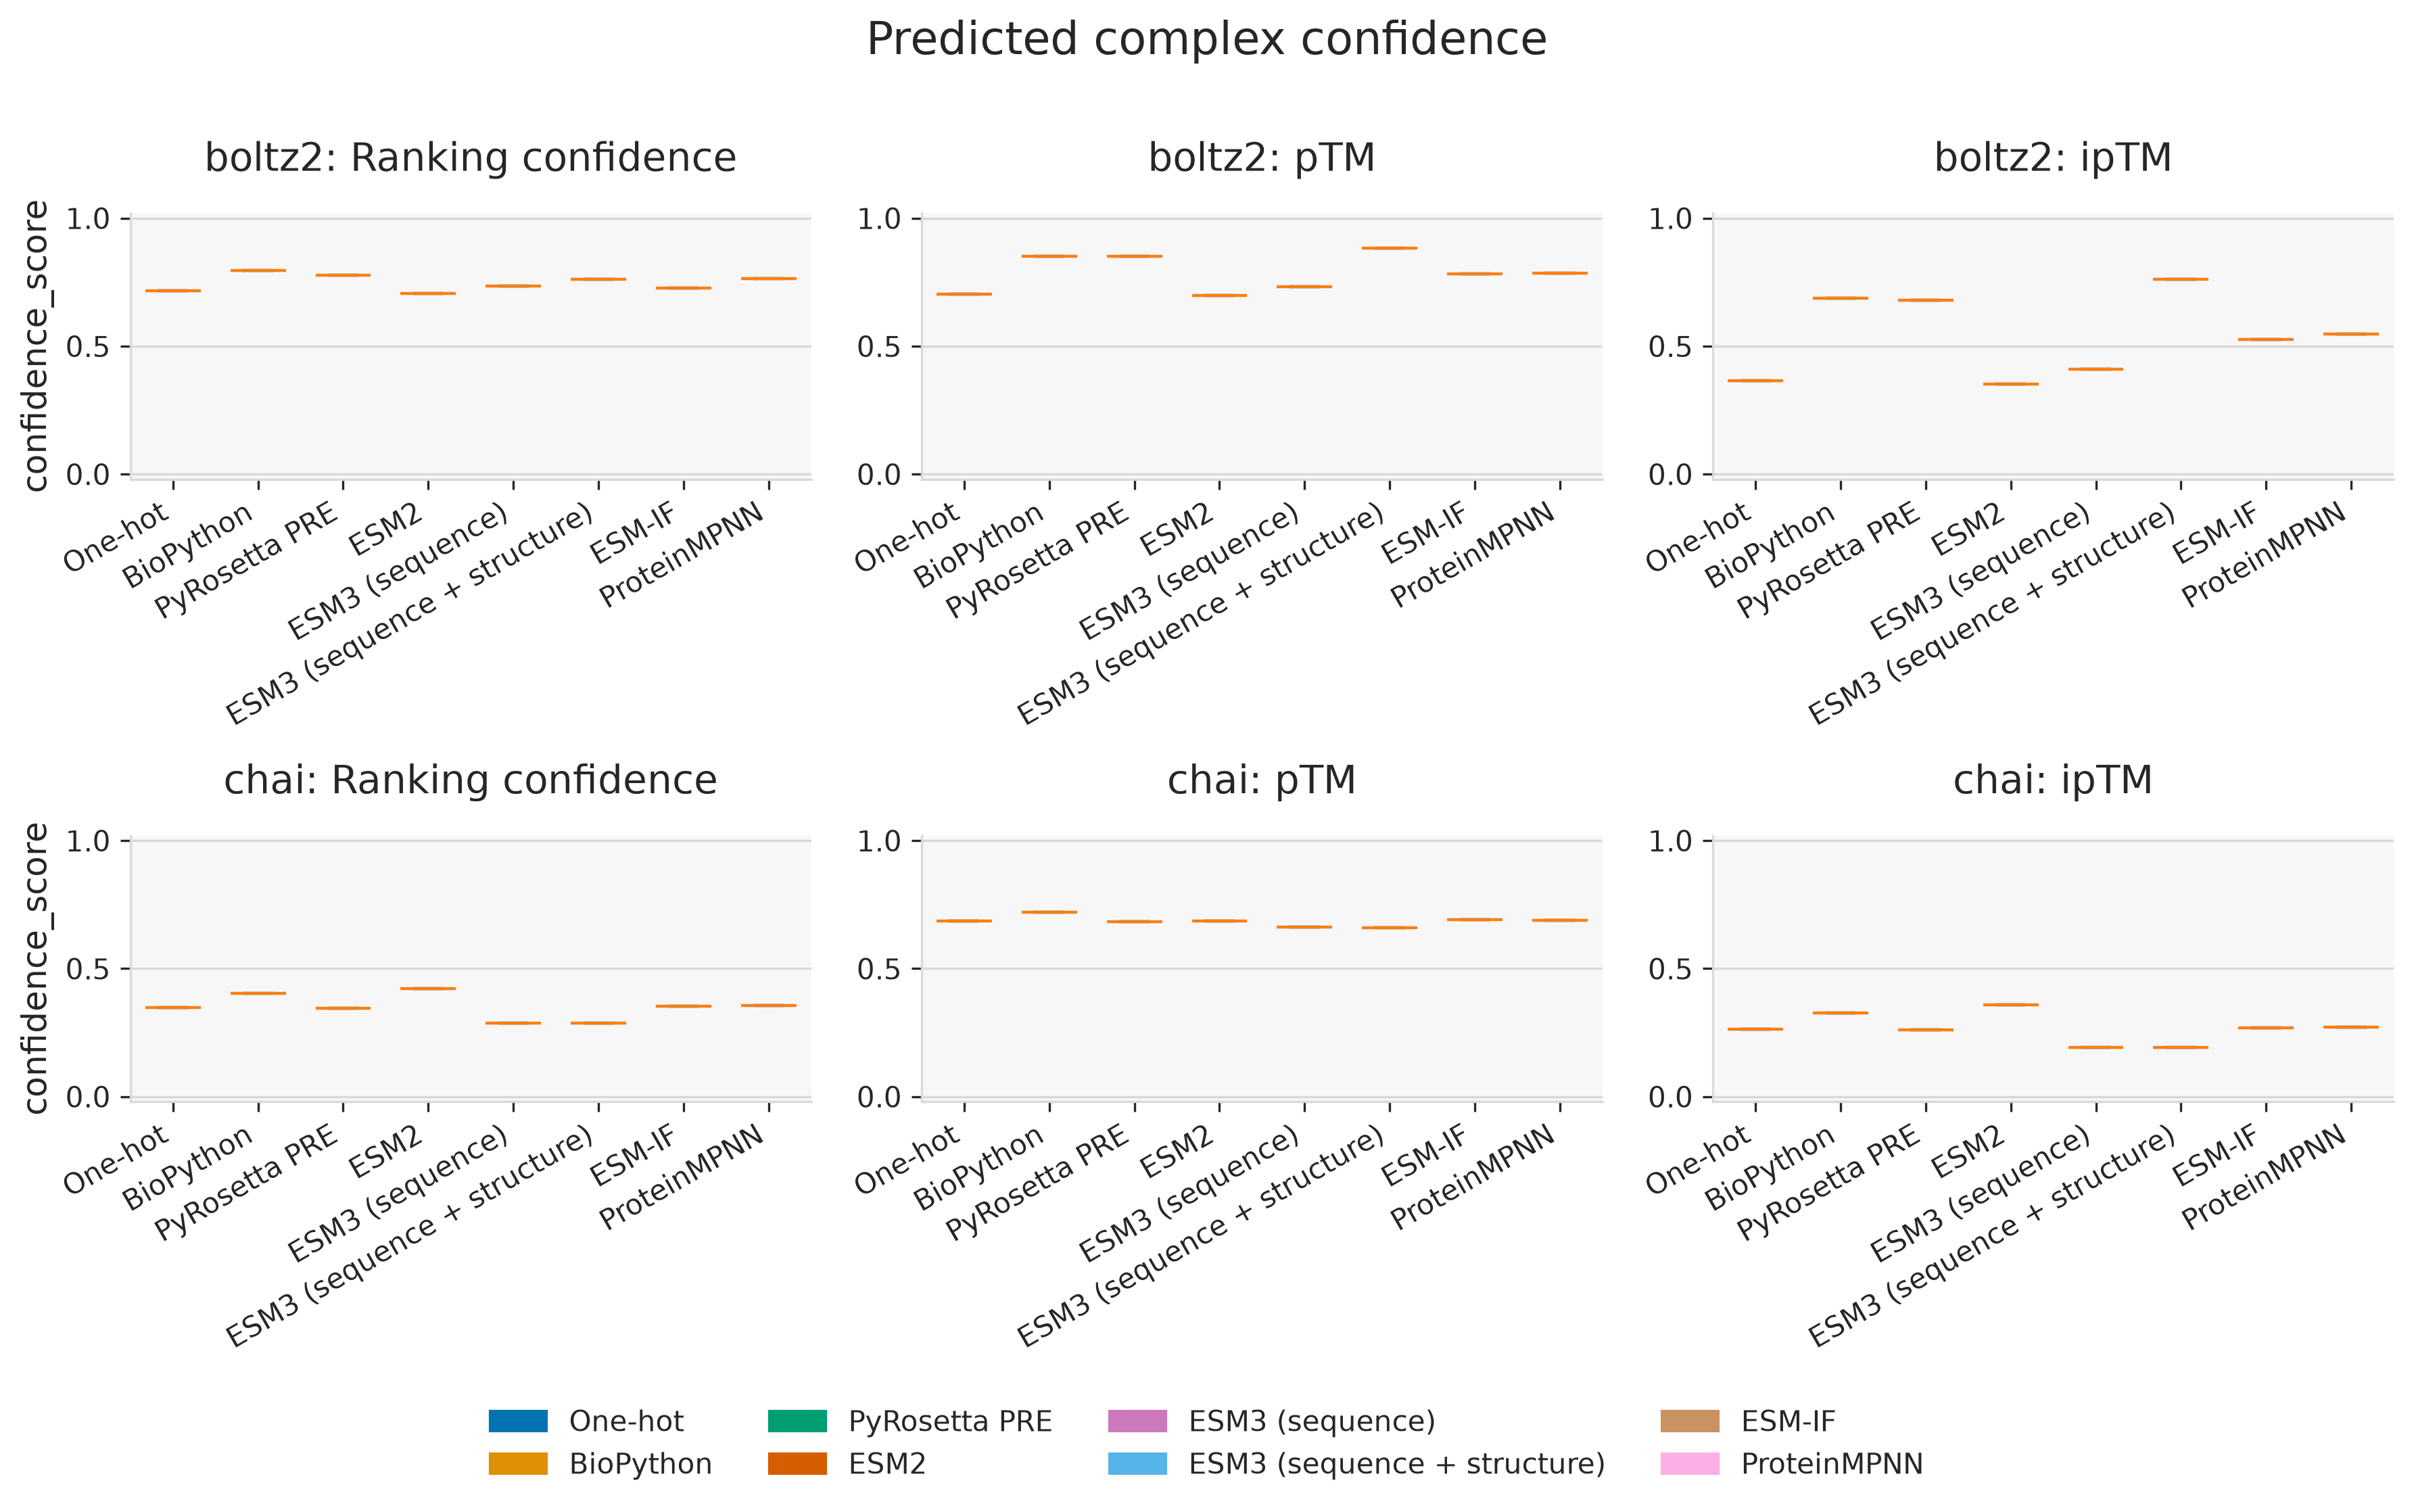 Predicted complex confidence
boltz2: Ranking confidence
confidence_score
1.0
0.5
0.0
One-hot
BioPython
PyRosetta PRE
ESM2
ESM3 (sequence)
ESM3 (sequence + structure)
ESM-IF
ProteinMPNN
boltz2: pTM
1.0
0.5
0.0
One-hot
BioPython
PyRosetta PRE
ESM2
ESM3 (sequence)
ESM3 (sequence + structure)
ESM-IF
ProteinMPNN
boltz2: ipTM
1.0
0.5
0.0
One-hot
BioPython
PyRosetta PRE
ESM2
ESM3 (sequence)
ESM3 (sequence + structure)
ESM-IF
ProteinMPNN
chai: Ranking confidence
confidence_score
1.0
0.5
0.0
One-hot
BioPython
PyRosetta PRE
ESM2
ESM3 (sequence)
ESM3 (sequence + structure)
ESM-IF
ProteinMPNN
chai: pTM
1.0
0.5
0.0
One-hot
BioPython
PyRosetta PRE
ESM2
ESM3 (sequence)
ESM3 (sequence + structure)
ESM-IF
ProteinMPNN
chai: ipTM
1.0
0.5
0.0
One-hot
BioPython
PyRosetta PRE
ESM2
ESM3 (sequence)
ESM3 (sequence + structure)
ESM-IF
ProteinMPNN
One-hot
BioPython
PyRosetta PRE
ESM2
ESM3 (sequence)
ESM3 (sequence + structure)
ESM-IF
ProteinMPNN